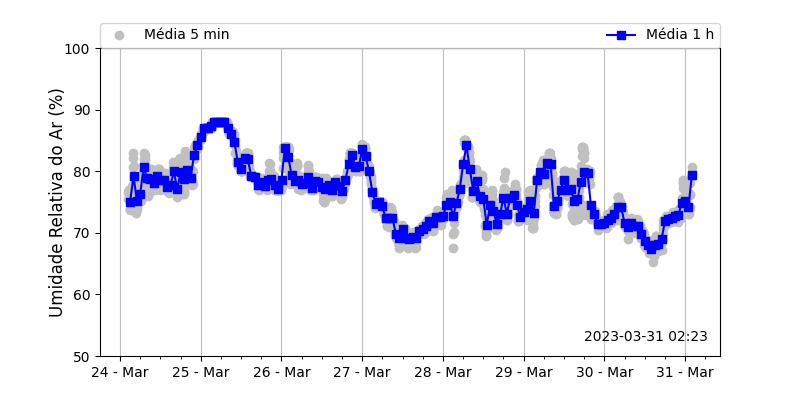 Média 5 min
Média 1 h
Umidade Relativa do Ar (%)
100
90
80
70
60
50
2023-03-31 02:23
24 - Mar
25 - Mar
26 - Mar
27 - Mar
28 - Mar
29 - Mar
30 - Mar
31 - Mar